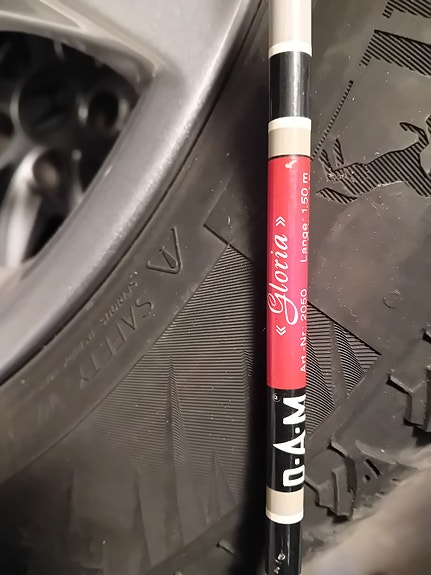 « Gloria »
Art.-Nr. 2050 Länge: 1,50 m
D·A·M
®
SAFETY